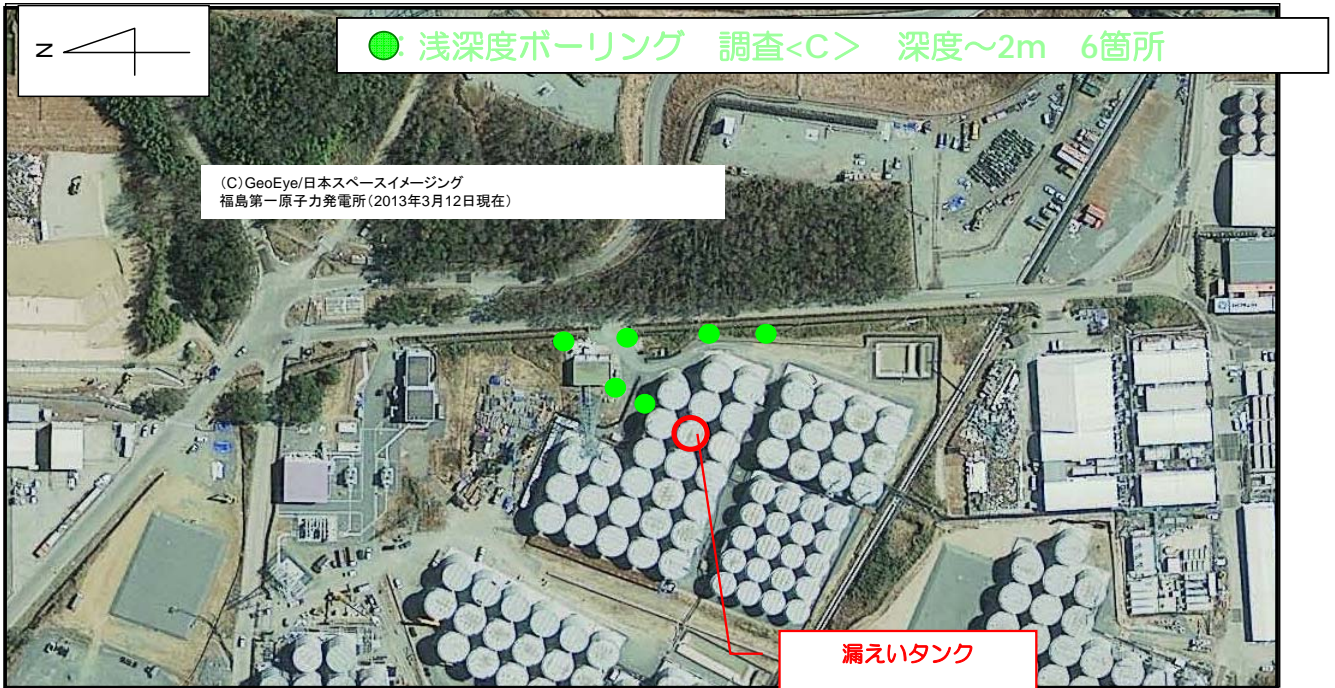 N
: 浅深度ボーリング 調査<C> 深度～2m 6箇所
(C)GeoEye/日本スペースイメージング
福島第一原子力発電所(2013年3月12日現在)
漏えいタンク